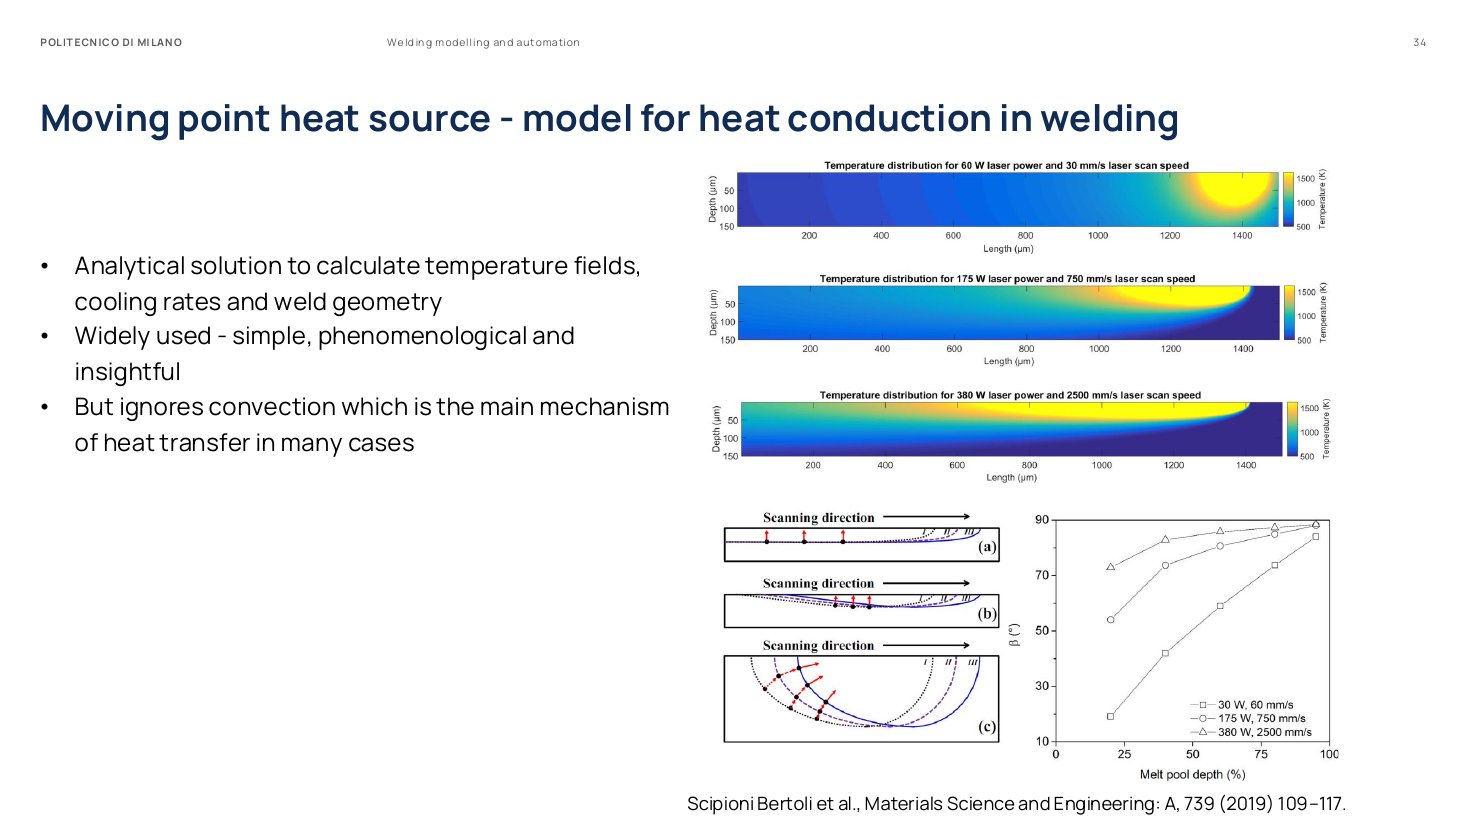 POLITECNICO DI MILANO
Welding modelling and automation
34
Moving point heat source - model for heat conduction in welding
• Analytical solution to calculate temperature fields,
cooling rates and weld geometry
• Widely used - simple, phenomenological and
insightful
• But ignores convection which is the main mechanism
of heat transfer in many cases
Temperature distribution for 60 W laser power and 30 mm/s laser scan speed
Depth (μm)
50
100
150
200 400 600 800 1000 1200 1400
Length (μm)
1500
1000
500
Temperature (K)
Temperature distribution for 175 W laser power and 750 mm/s laser scan speed
Depth (μm)
50
100
150
200 400 600 800 1000 1200 1400
Length (μm)
1500
1000
500
Temperature (K)
Temperature distribution for 380 W laser power and 2500 mm/s laser scan speed
Depth (μm)
50
100
150
200 400 600 800 1000 1200 1400
Length (μm)
1500
1000
500
Temperature (K)
Scanning direction
I II III
(a)
Scanning direction
I II III
(b)
Scanning direction
I II III
(c)
β (°)
90
70
50
30
10
0 25 50 75 100
Melt pool depth (%)
30 W, 60 mm/s
175 W, 750 mm/s
380 W, 2500 mm/s
Scipioni Bertoli et al., Materials Science and Engineering: A, 739 (2019) 109–117.